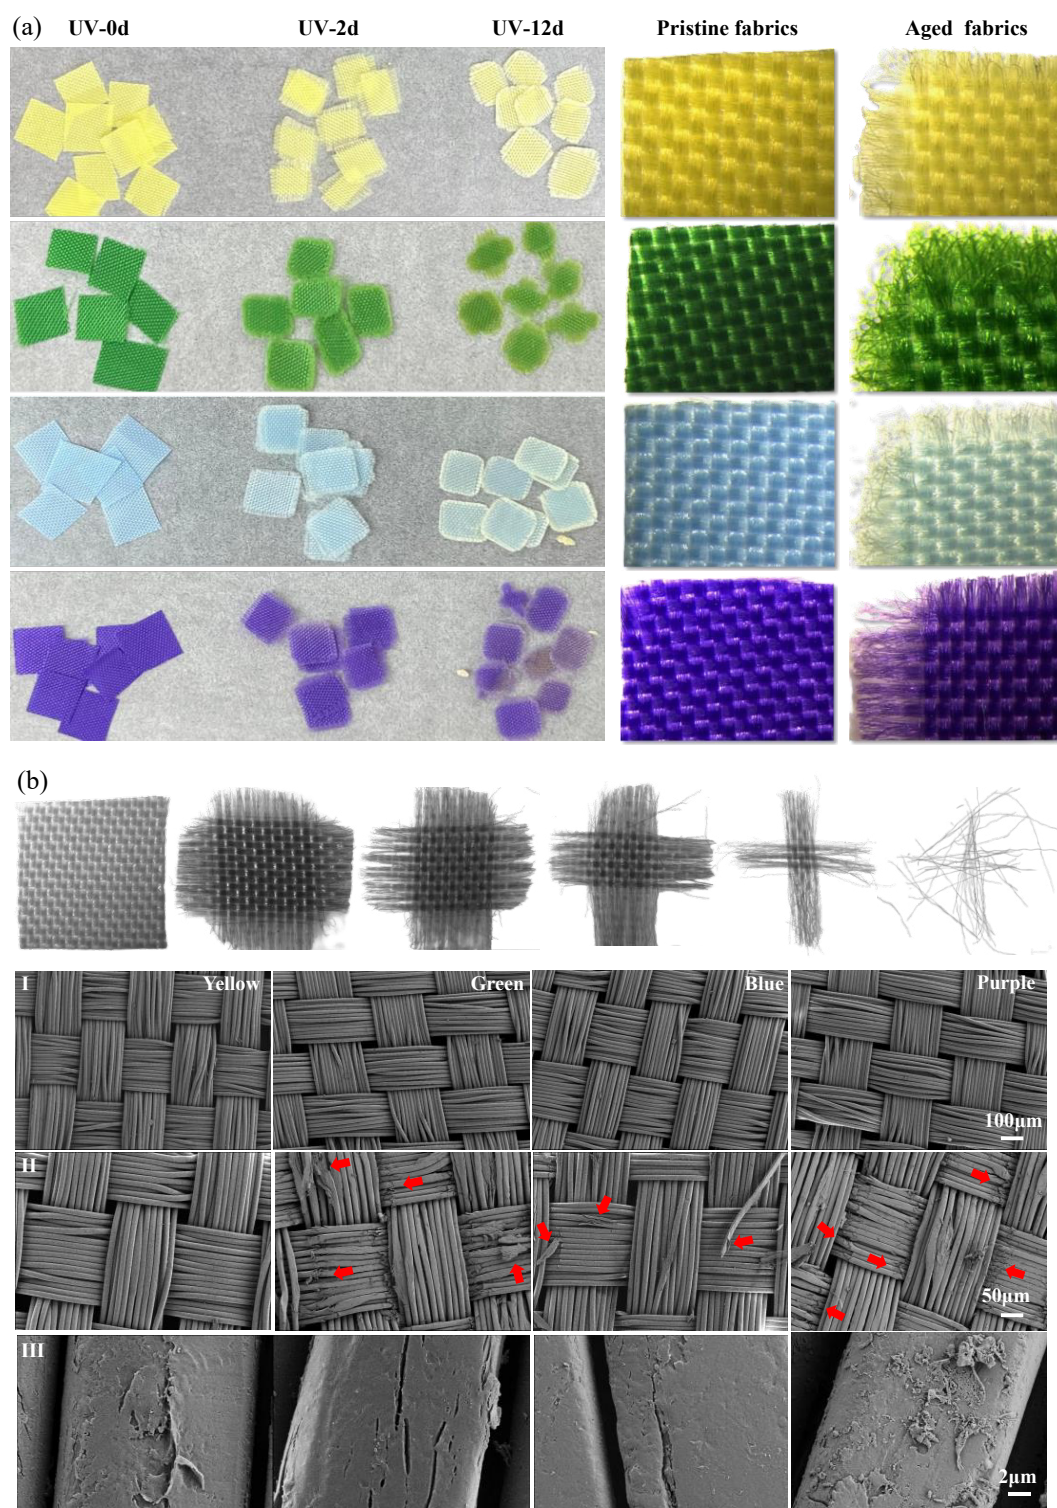 (a) UV-0d UV-2d UV-12d Pristine fabrics Aged fabrics
(b)
I Yellow Green Blue Purple
100μm
II
50μm
III
2μm